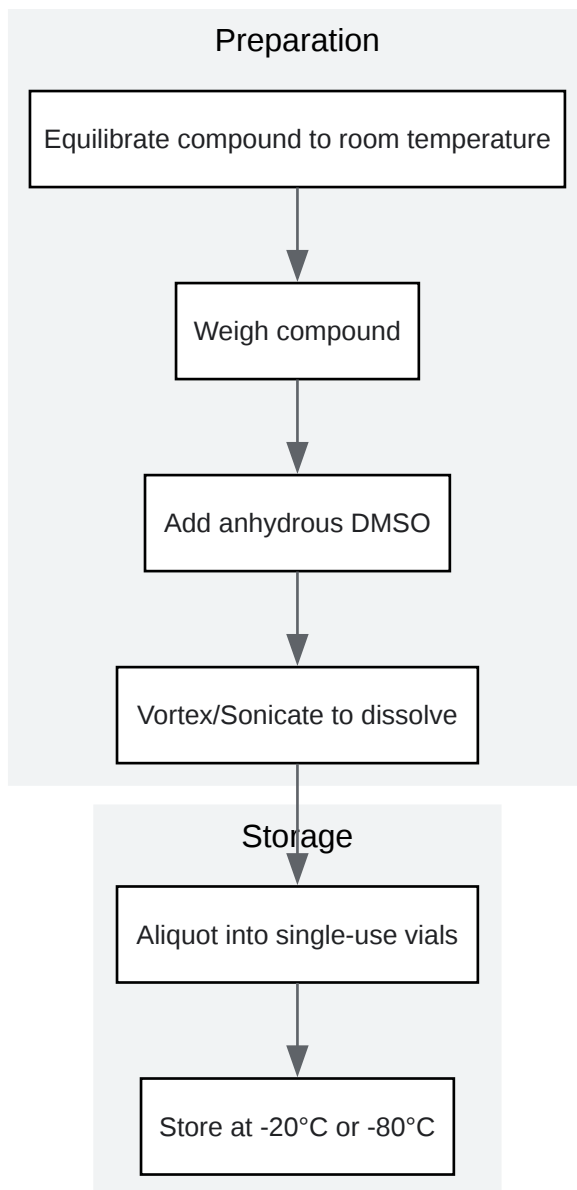 Preparation
Equilibrate compound to room temperature
Weigh compound
Add anhydrous DMSO
Vortex/Sonicate to dissolve
Storage
Aliquot into single-use vials
Store at -20°C or -80°C